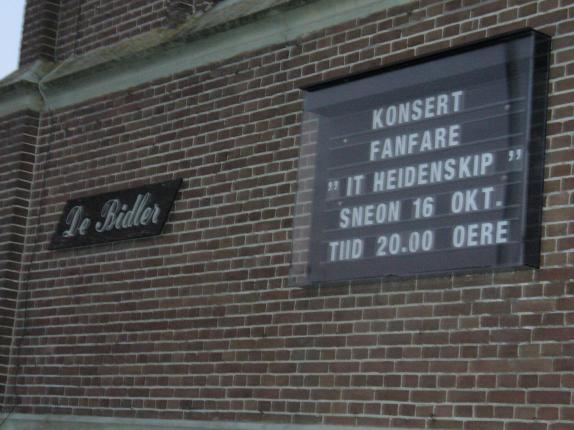 De Bidler
KONSERT
FANFARE
” IT HEIDENSKIP ”
SNEON 16 OKT.
TIID 20.00 OERE